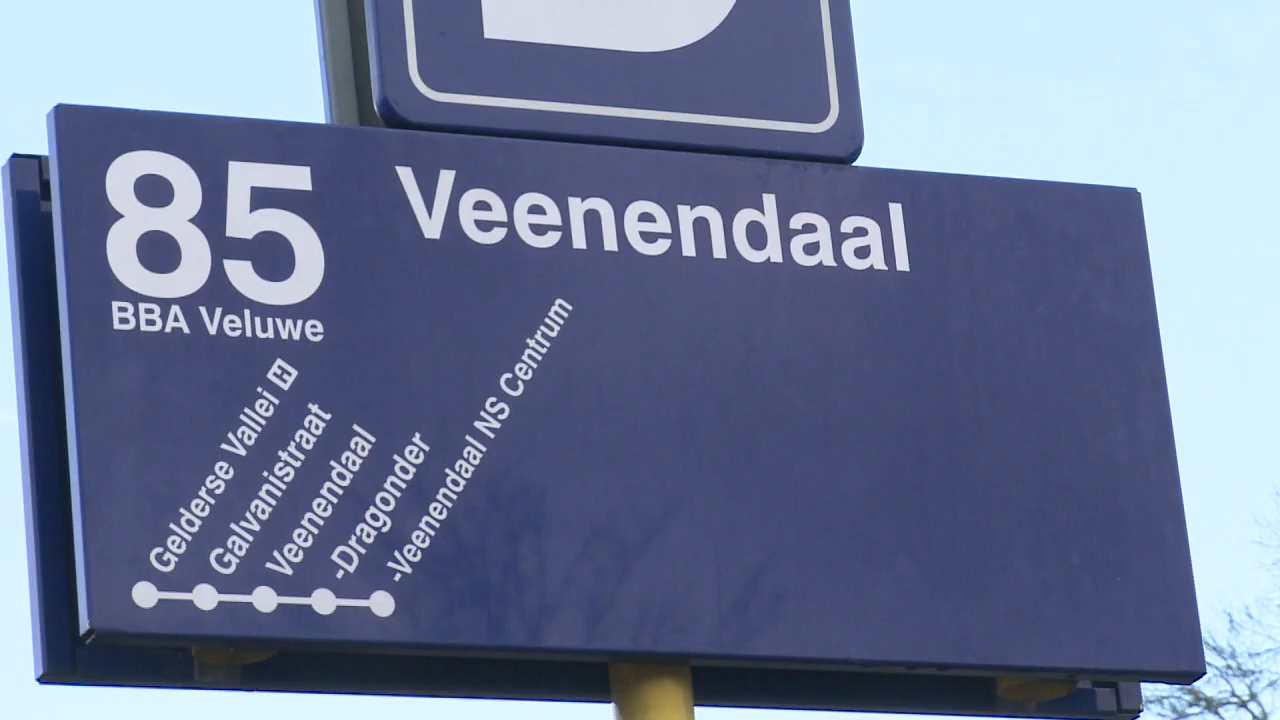 85
Veenendaal
BBA Veluwe
Gelderse Vallei H
Galvanistraat
Veenendaal
-Dragonder
-Veenendaal NS Centrum